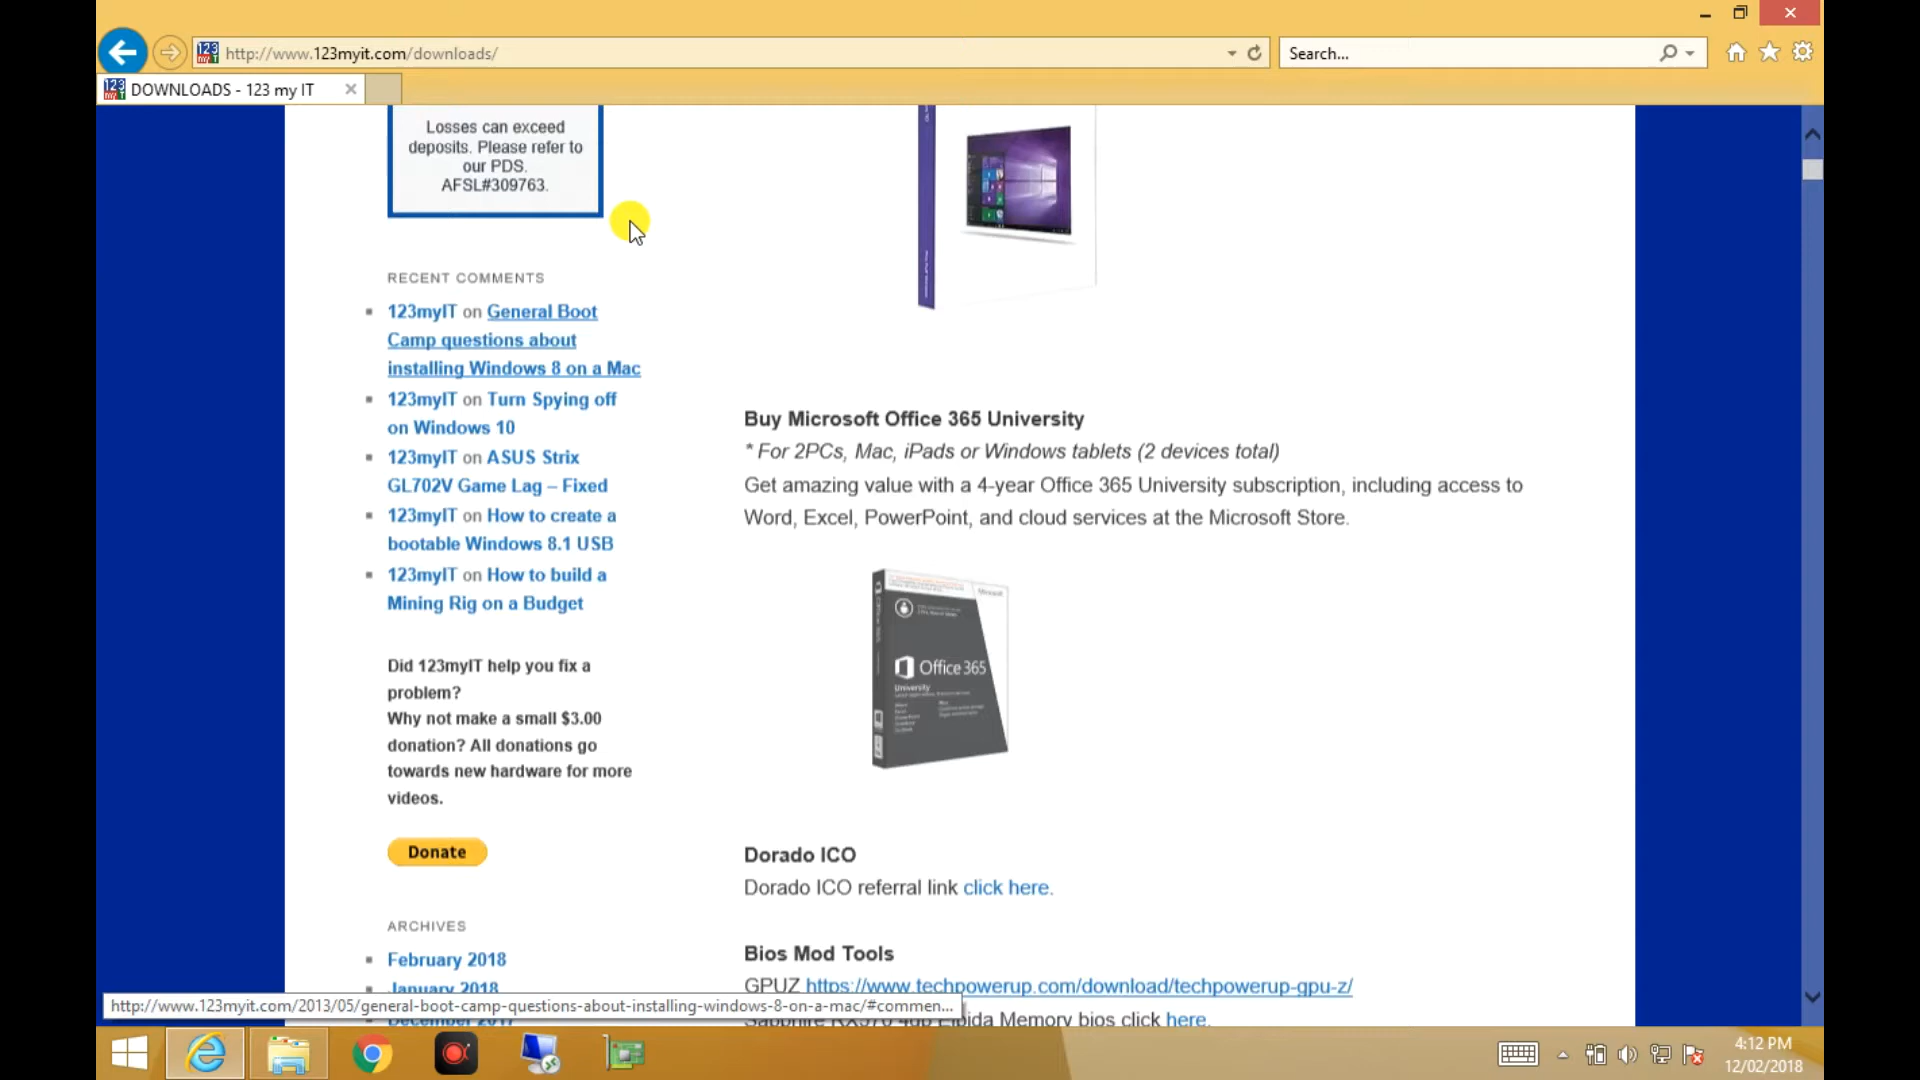 http://www.123myit.com/downloads/
Search...
DOWNLOADS - 123 my IT
Losses can exceed
deposits. Please refer to
our PDS.
AFSL#309763.
RECENT COMMENTS
123myIT on General Boot
Camp questions about
installing Windows 8 on a Mac
123myIT on Turn Spying off
on Windows 10
123myIT on ASUS Strix
GL702V Game Lag – Fixed
123myIT on How to create a
bootable Windows 8.1 USB
123myIT on How to build a
Mining Rig on a Budget
Did 123myIT help you fix a
problem?
Why not make a small $3.00
donation? All donations go
towards new hardware for more
videos.
Donate
ARCHIVES
February 2018
January 2018
December 2017
Buy Microsoft Office 365 University
* For 2PCs, Mac, iPads or Windows tablets (2 devices total)
Get amazing value with a 4-year Office 365 University subscription, including access to
Word, Excel, PowerPoint, and cloud services at the Microsoft Store.
Microsoft
Office 365
University
Dorado ICO
Dorado ICO referral link click here.
Bios Mod Tools
GPUZ https://www.techpowerup.com/download/techpowerup-gpu-z/
Sapphire RX570 4gb Elpida Memory bios click here.
http://www.123myit.com/2013/05/general-boot-camp-questions-about-installing-windows-8-on-a-mac/#commen...
4:12 PM
12/02/2018